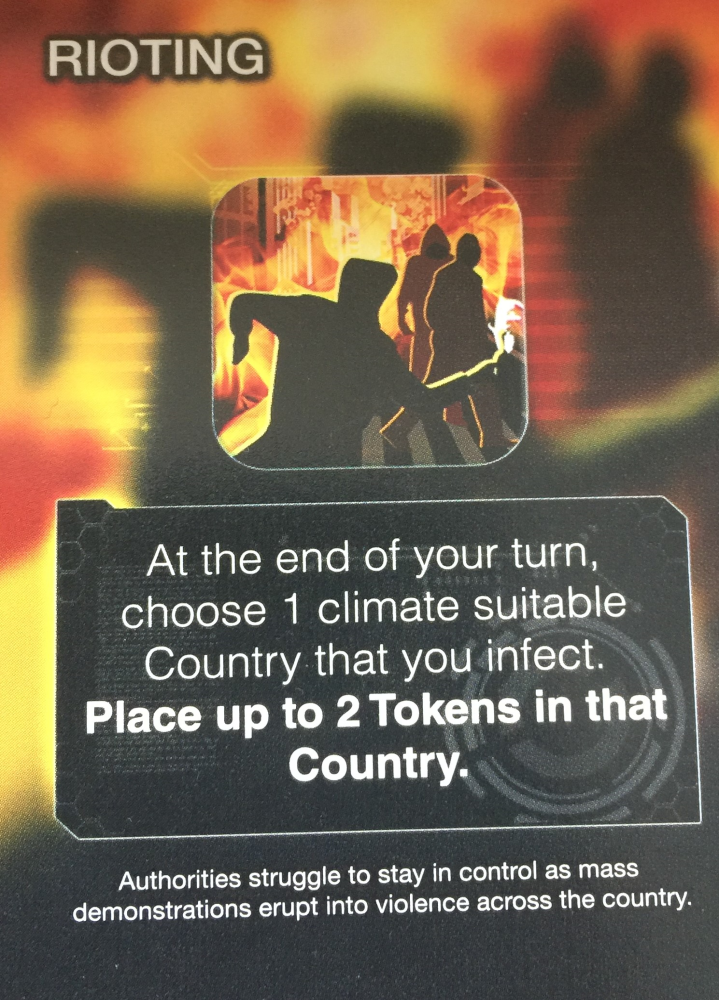 RIOTING
At the end of your turn,
choose 1 climate suitable
Country that you infect.
Place up to 2 Tokens in that
Country.
Authorities struggle to stay in control as mass
demonstrations erupt into violence across the country.